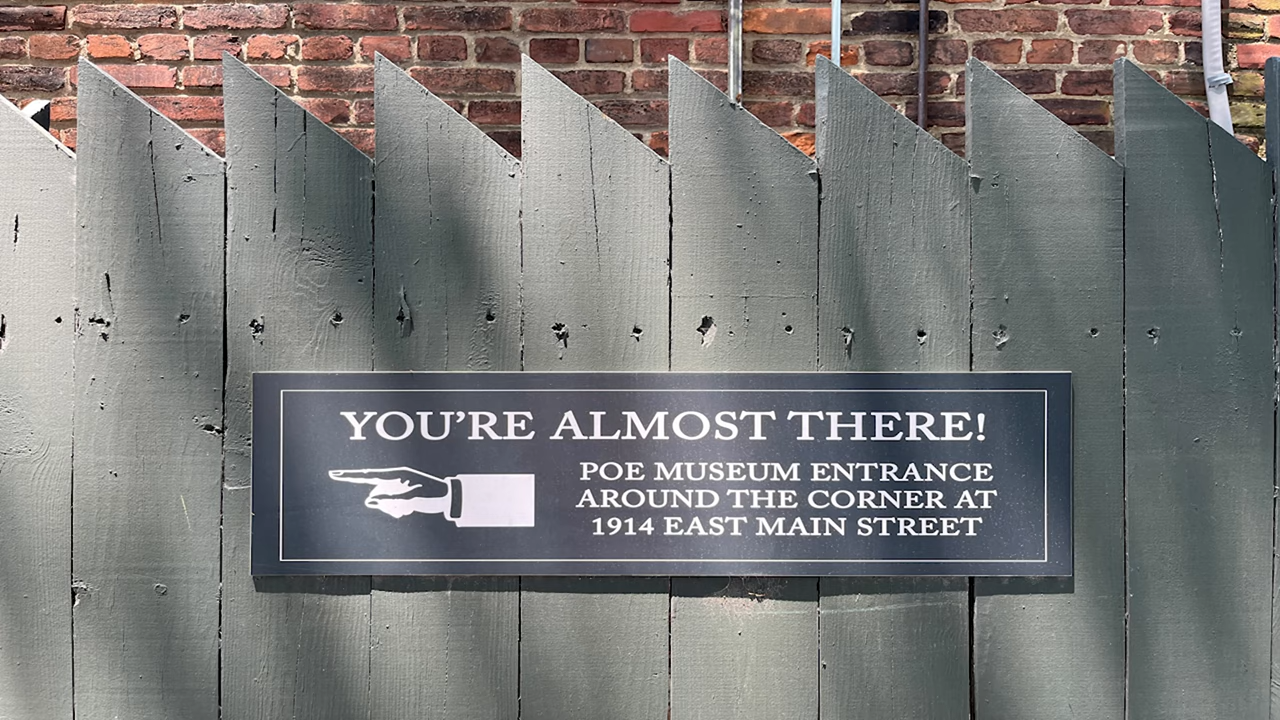 YOU'RE ALMOST THERE!
POE MUSEUM ENTRANCE
AROUND THE CORNER AT
1914 EAST MAIN STREET